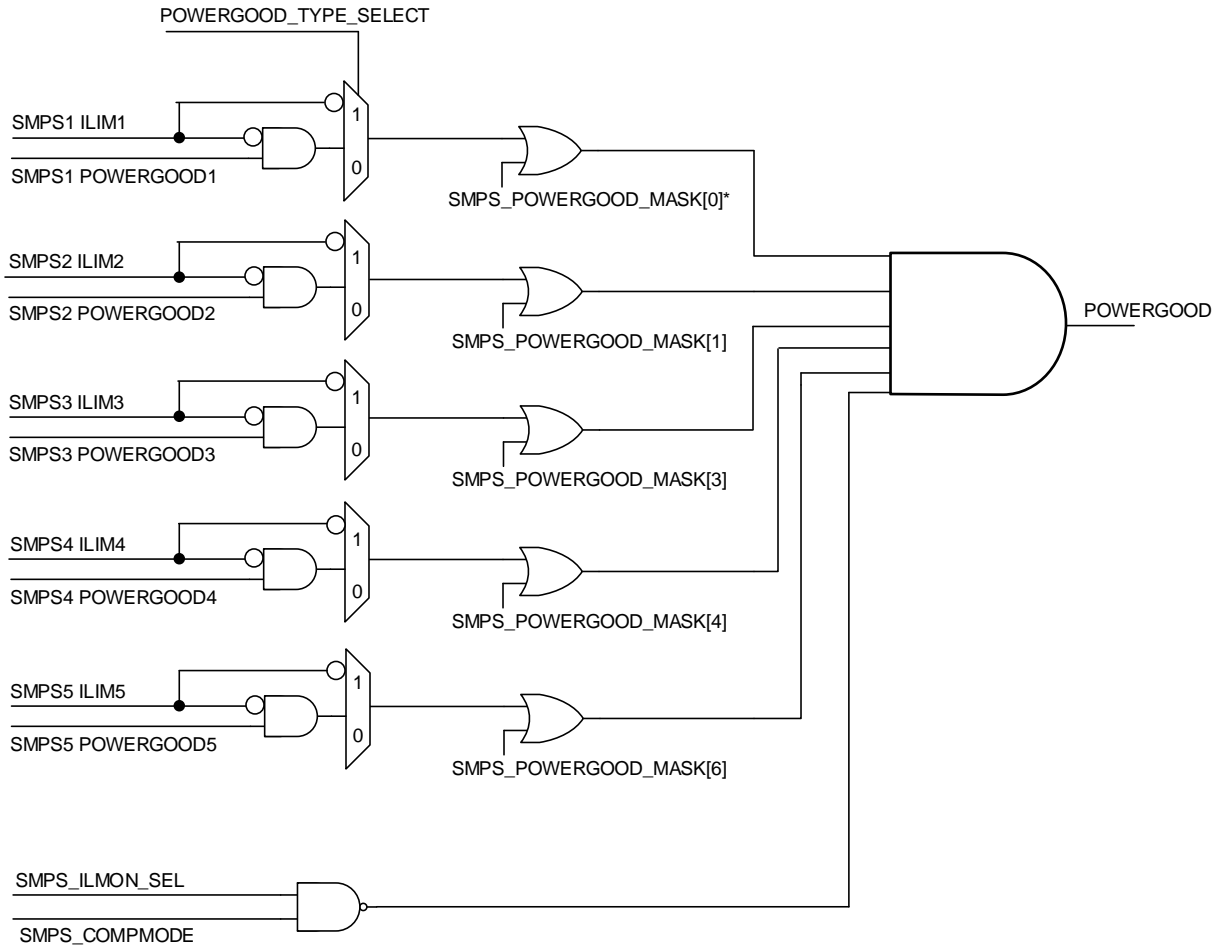 POWERGOOD_TYPE_SELECT
SMPS1 ILIM1
1
0
SMPS1 POWERGOOD1
SMPS_POWERGOOD_MASK[0]*
SMPS2 ILIM2
1
0
SMPS2 POWERGOOD2
POWERGOOD
SMPS_POWERGOOD_MASK[1]
SMPS3 ILIM3
1
0
SMPS3 POWERGOOD3
SMPS_POWERGOOD_MASK[3]
SMPS4 ILIM4
1
0
SMPS4 POWERGOOD4
SMPS_POWERGOOD_MASK[4]
SMPS5 ILIM5
1
0
SMPS5 POWERGOOD5
SMPS_POWERGOOD_MASK[6]
SMPS_ILMON_SEL
SMPS_COMPMODE